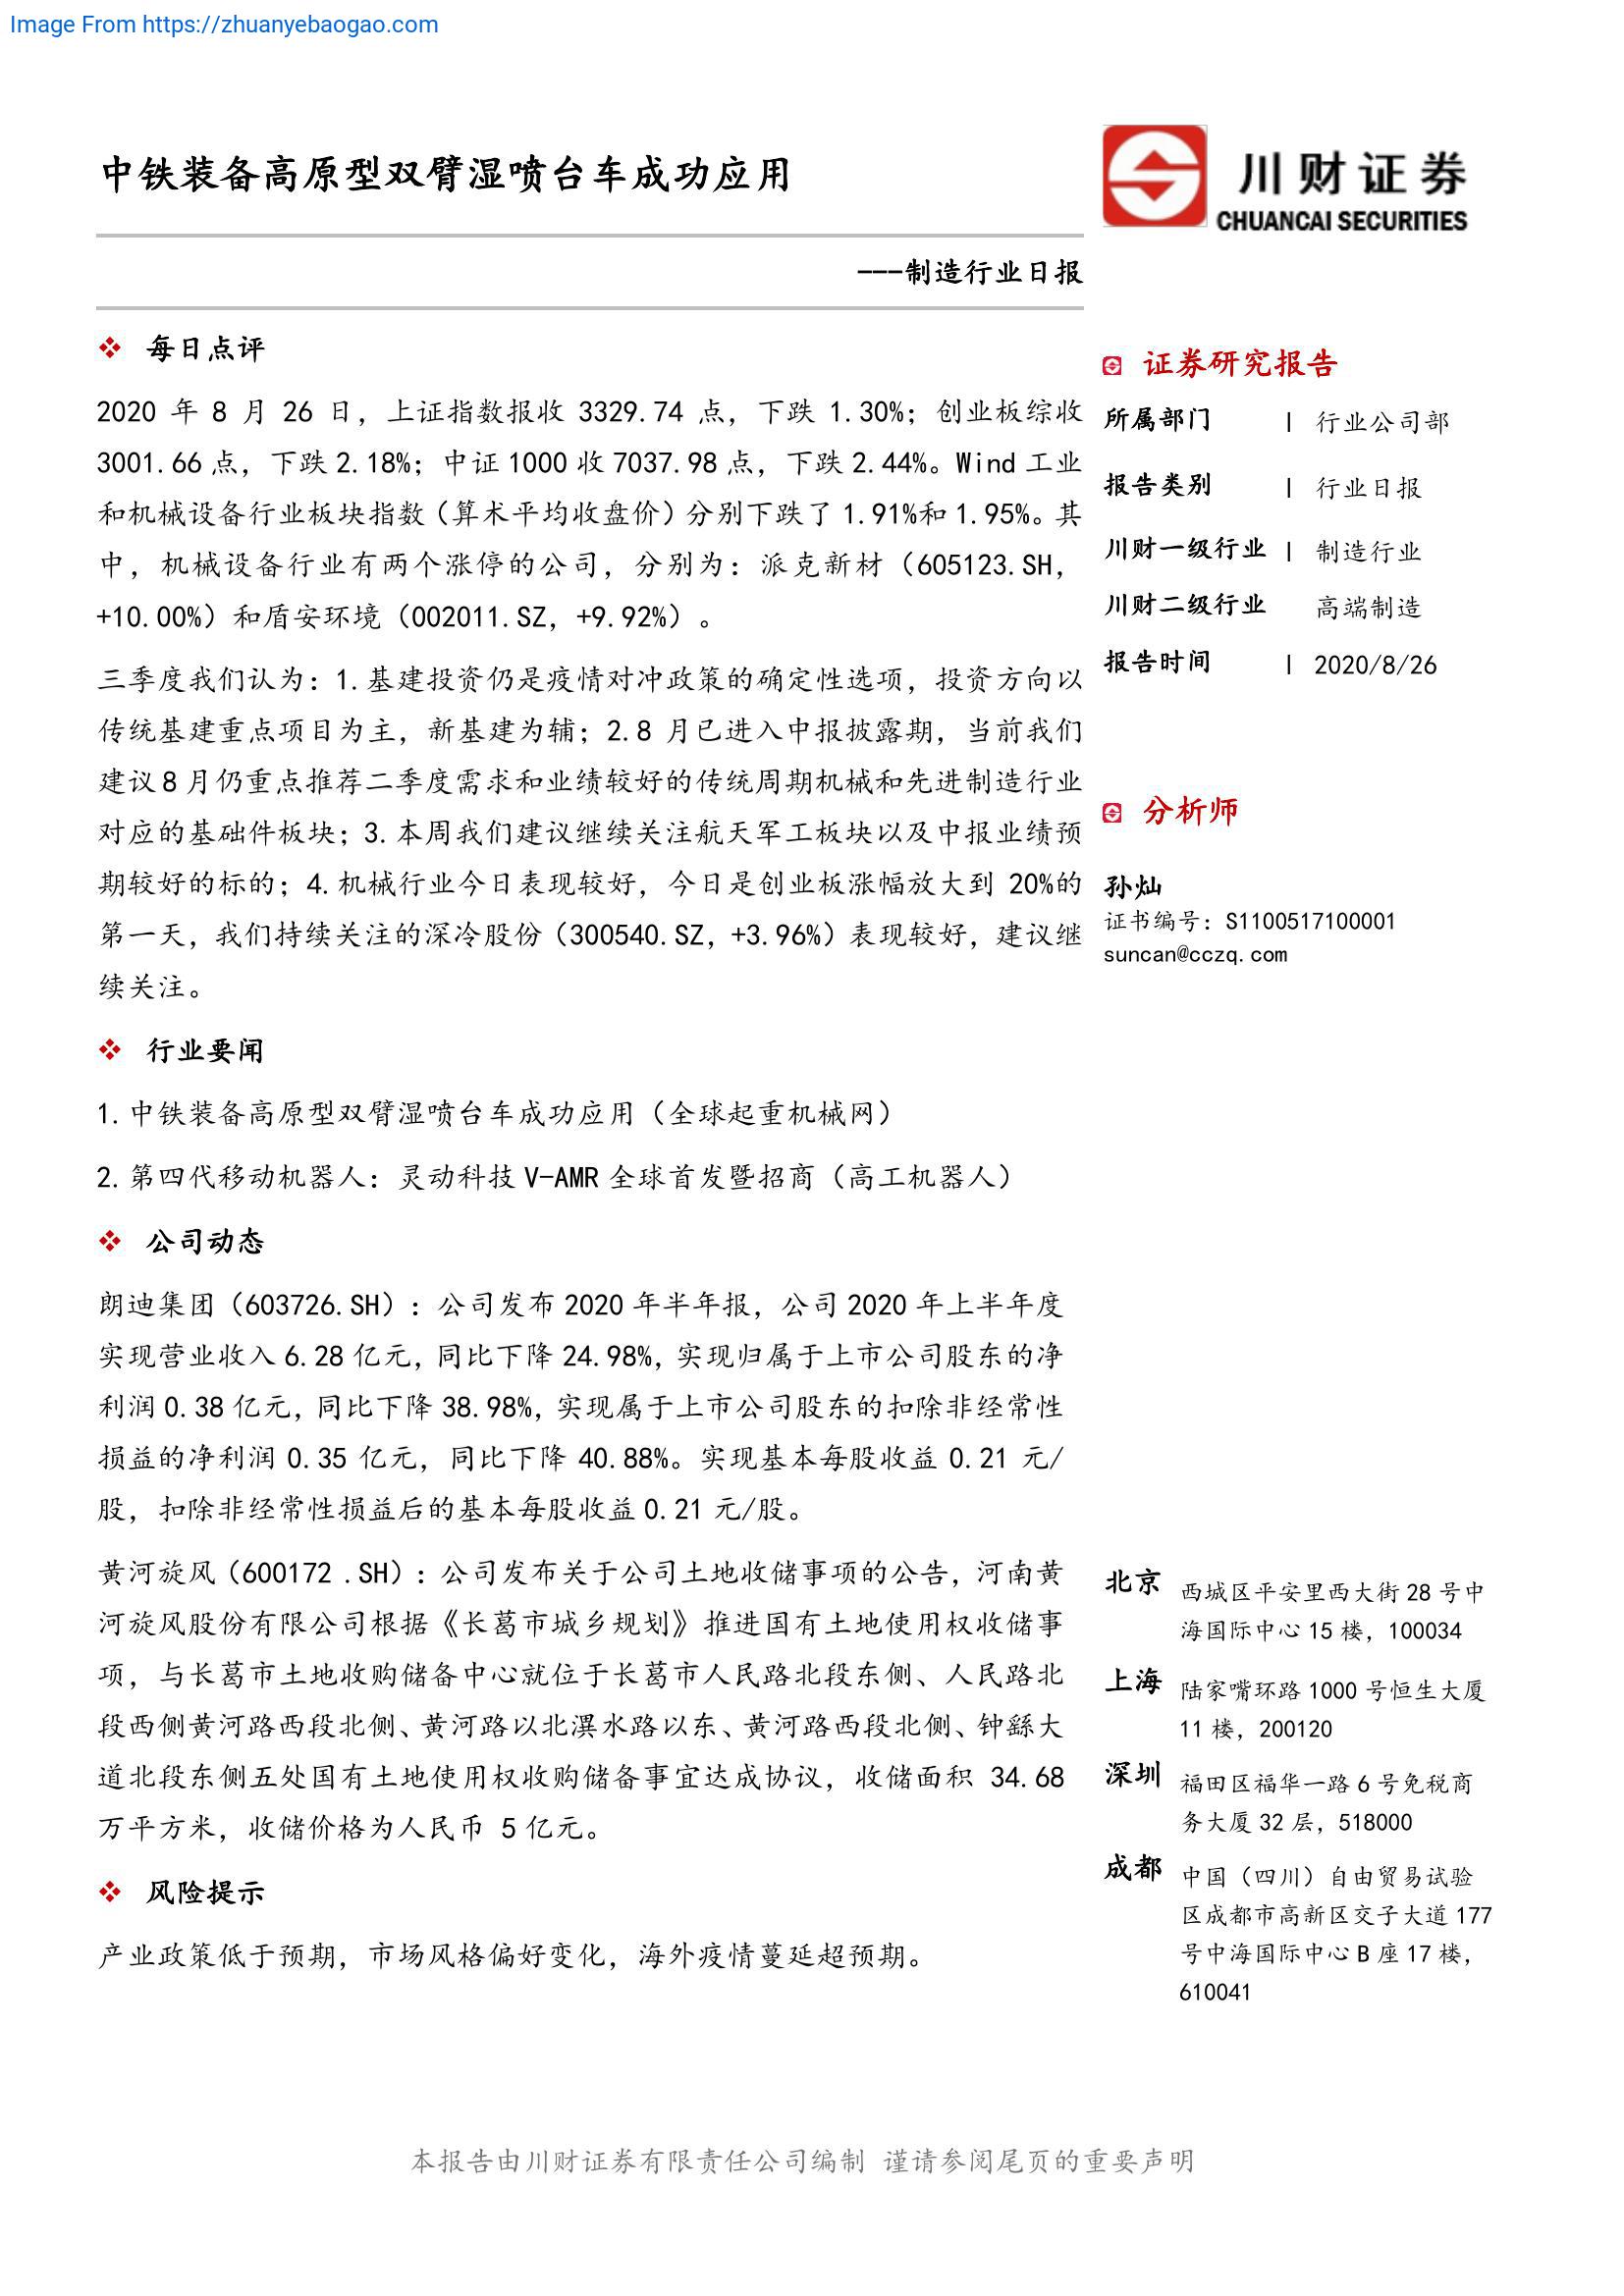 Image From https://zhuanyebaogao.com
中铁装备高原型双臂湿喷台车成功应用
川财证券
CHUANCAI SECURITIES
---制造行业日报
❖ 每日点评
2020 年 8 月 26 日，上证指数报收 3329.74 点，下跌 1.30%；创业板综收
3001.66 点，下跌 2.18%；中证 1000 收 7037.98 点，下跌 2.44%。Wind 工业
和机械设备行业板块指数（算术平均收盘价）分别下跌了 1.91%和 1.95%。其
中，机械设备行业有两个涨停的公司，分别为：派克新材（605123.SH，
+10.00%）和盾安环境（002011.SZ，+9.92%）。
三季度我们认为：1.基建投资仍是疫情对冲政策的确定性选项，投资方向以
传统基建重点项目为主，新基建为辅；2.8 月已进入中报披露期，当前我们
建议 8 月仍重点推荐二季度需求和业绩较好的传统周期机械和先进制造行业
对应的基础件板块；3.本周我们建议继续关注航天军工板块以及中报业绩预
期较好的标的；4.机械行业今日表现较好，今日是创业板涨幅放大到 20%的
第一天，我们持续关注的深冷股份（300540.SZ，+3.96%）表现较好，建议继
续关注。
❖ 行业要闻
1.中铁装备高原型双臂湿喷台车成功应用（全球起重机械网）
2.第四代移动机器人：灵动科技 V-AMR 全球首发暨招商（高工机器人）
❖ 公司动态
朗迪集团（603726.SH）：公司发布 2020 年半年报，公司 2020 年上半年度
实现营业收入 6.28 亿元，同比下降 24.98%，实现归属于上市公司股东的净
利润 0.38 亿元，同比下降 38.98%，实现属于上市公司股东的扣除非经常性
损益的净利润 0.35 亿元，同比下降 40.88%。实现基本每股收益 0.21 元/
股，扣除非经常性损益后的基本每股收益 0.21 元/股。
黄河旋风（600172 .SH）：公司发布关于公司土地收储事项的公告，河南黄
河旋风股份有限公司根据《长葛市城乡规划》推进国有土地使用权收储事
项，与长葛市土地收购储备中心就位于长葛市人民路北段东侧、人民路北
段西侧黄河路西段北侧、黄河路以北淏水路以东、黄河路西段北侧、钟繇大
道北段东侧五处国有土地使用权收购储备事宜达成协议，收储面积 34.68
万平方米，收储价格为人民币 5 亿元。
❖ 风险提示
产业政策低于预期，市场风格偏好变化，海外疫情蔓延超预期。
证券研究报告
所属部门 | 行业公司部
报告类别 | 行业日报
川财一级行业 | 制造行业
川财二级行业 高端制造
报告时间 | 2020/8/26
分析师
孙灿
证书编号：S1100517100001
suncan@cczq.com
北京 西城区平安里西大街 28 号中
海国际中心 15 楼，100034
上海 陆家嘴环路 1000 号恒生大厦
11 楼，200120
深圳 福田区福华一路 6 号免税商
务大厦 32 层，518000
成都 中国（四川）自由贸易试验
区成都市高新区交子大道 177
号中海国际中心 B 座 17 楼，
610041
本报告由川财证券有限责任公司编制 谨请参阅尾页的重要声明